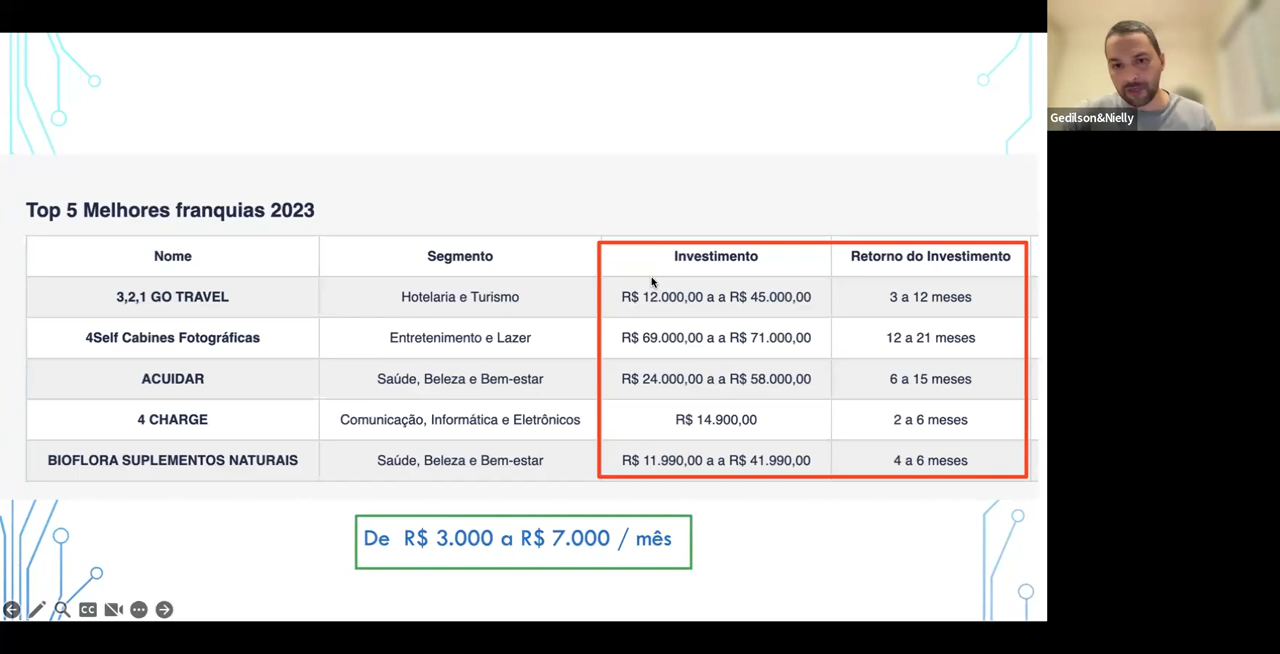 Gedilson&Nielly
Top 5 Melhores franquias 2023
Nome Segmento Investimento Retorno do Investimento
3,2,1 GO TRAVEL Hotelaria e Turismo R$ 12.000,00 a a R$ 45.000,00 3 a 12 meses
4Self Cabines Fotográficas Entretenimento e Lazer R$ 69.000,00 a a R$ 71.000,00 12 a 21 meses
ACUIDAR Saúde, Beleza e Bem-estar R$ 24.000,00 a a R$ 58.000,00 6 a 15 meses
4 CHARGE Comunicação, Informática e Eletrônicos R$ 14.900,00 2 a 6 meses
BIOFLORA SUPLEMENTOS NATURAIS Saúde, Beleza e Bem-estar R$ 11.990,00 a a R$ 41.990,00 4 a 6 meses
De R$ 3.000 a R$ 7.000 / mês
CC